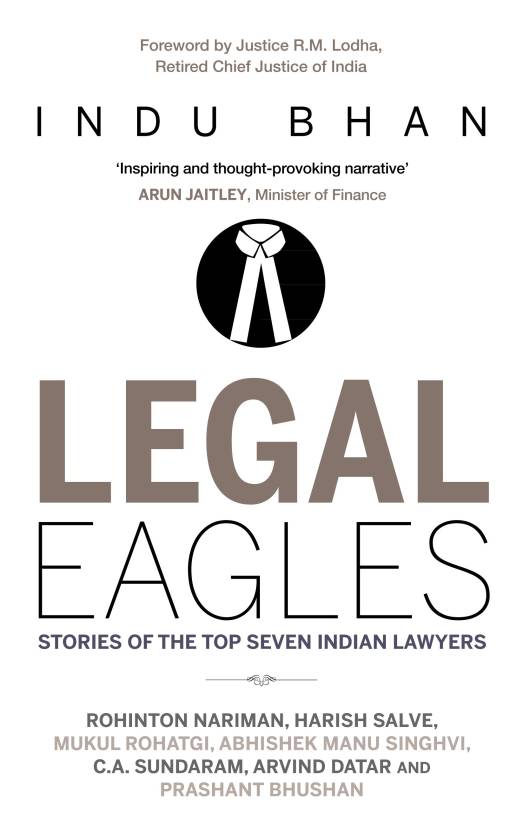 Foreword by Justice R.M. Lodha,
Retired Chief Justice of India
INDU BHAN
‘Inspiring and thought-provoking narrative’
ARUN JAITLEY, Minister of Finance
LEGAL
EAGLES
STORIES OF THE TOP SEVEN INDIAN LAWYERS
ROHINTON NARIMAN, HARISH SALVE,
MUKUL ROHATGI, ABHISHEK MANU SINGHVI,
C.A. SUNDARAM, ARVIND DATAR AND
PRASHANT BHUSHAN